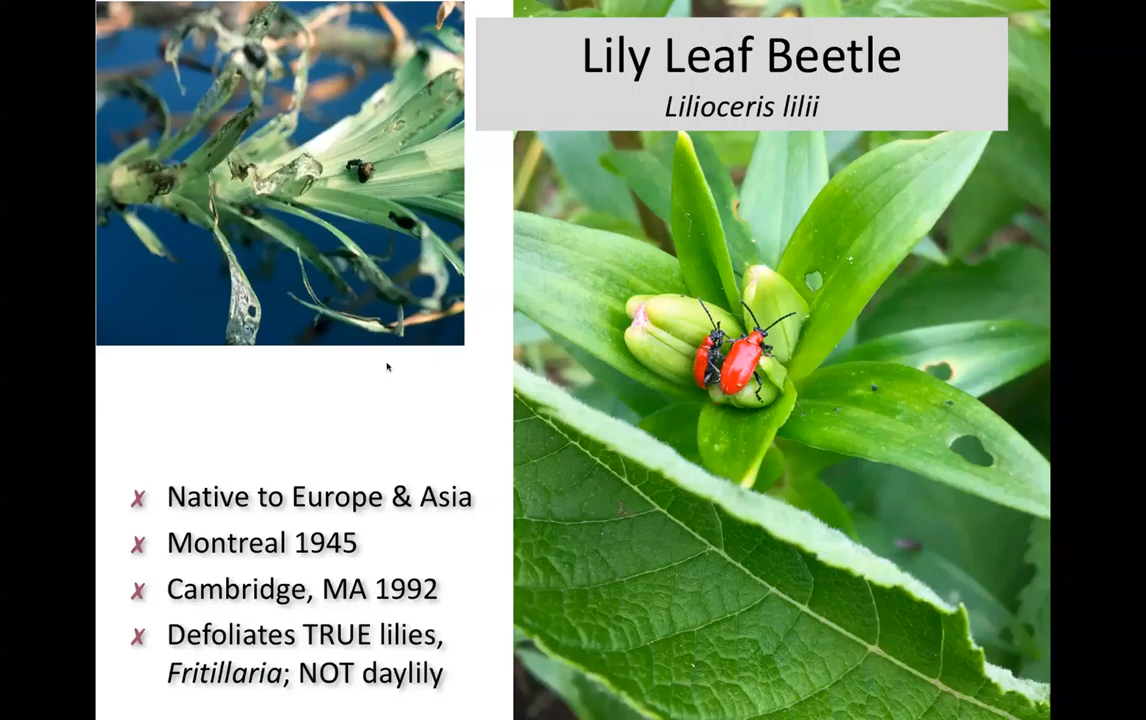 Lily Leaf Beetle
Lilioceris lilii
✗ Native to Europe & Asia
✗ Montreal 1945
✗ Cambridge, MA 1992
✗ Defoliates TRUE lilies,
Fritillaria; NOT daylily